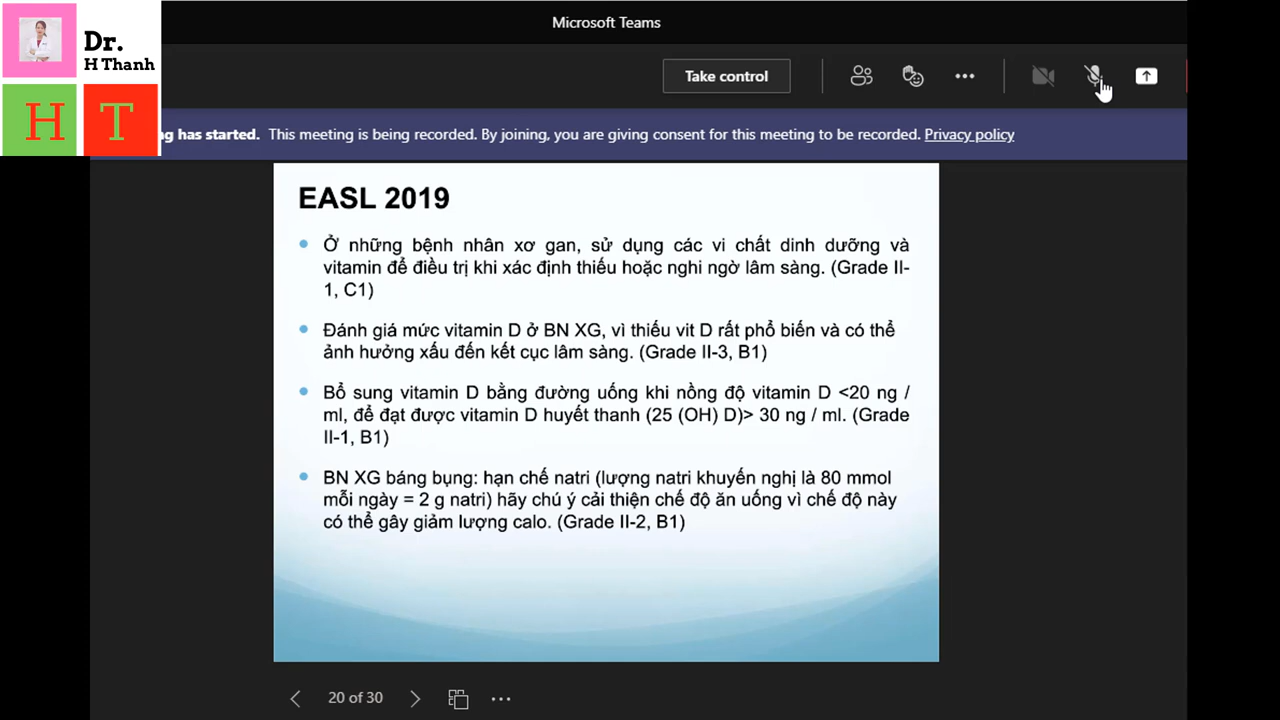 Microsoft Teams
Dr.
H Thanh
H T
Take control
ng has started. This meeting is being recorded. By joining, you are giving consent for this meeting to be recorded. Privacy policy
EASL 2019
Ở những bệnh nhân xơ gan, sử dụng các vi chất dinh dưỡng và
vitamin để điều trị khi xác định thiếu hoặc nghi ngờ lâm sàng. (Grade II-
1, C1)
Đánh giá mức vitamin D ở BN XG, vì thiếu vit D rất phổ biến và có thể
ảnh hưởng xấu đến kết cục lâm sàng. (Grade II-3, B1)
Bổ sung vitamin D bằng đường uống khi nồng độ vitamin D <20 ng /
ml, để đạt được vitamin D huyết thanh (25 (OH) D)> 30 ng / ml. (Grade
II-1, B1)
BN XG báng bụng: hạn chế natri (lượng natri khuyến nghị là 80 mmol
mỗi ngày = 2 g natri) hãy chú ý cải thiện chế độ ăn uống vì chế độ này
có thể gây giảm lượng calo. (Grade II-2, B1)
20 of 30